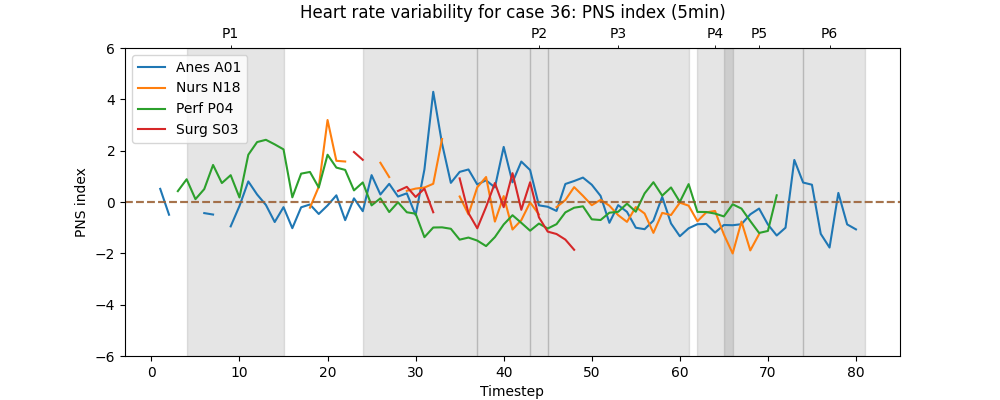 Heart rate variability for case 36: PNS index (5min)
P1 P2 P3 P4 P5 P6
Anes A01
Nurs N18
Perf P04
Surg S03
PNS index
6
4
2
0
−2
−4
−6
0 10 20 30 40 50 60 70 80
Timestep